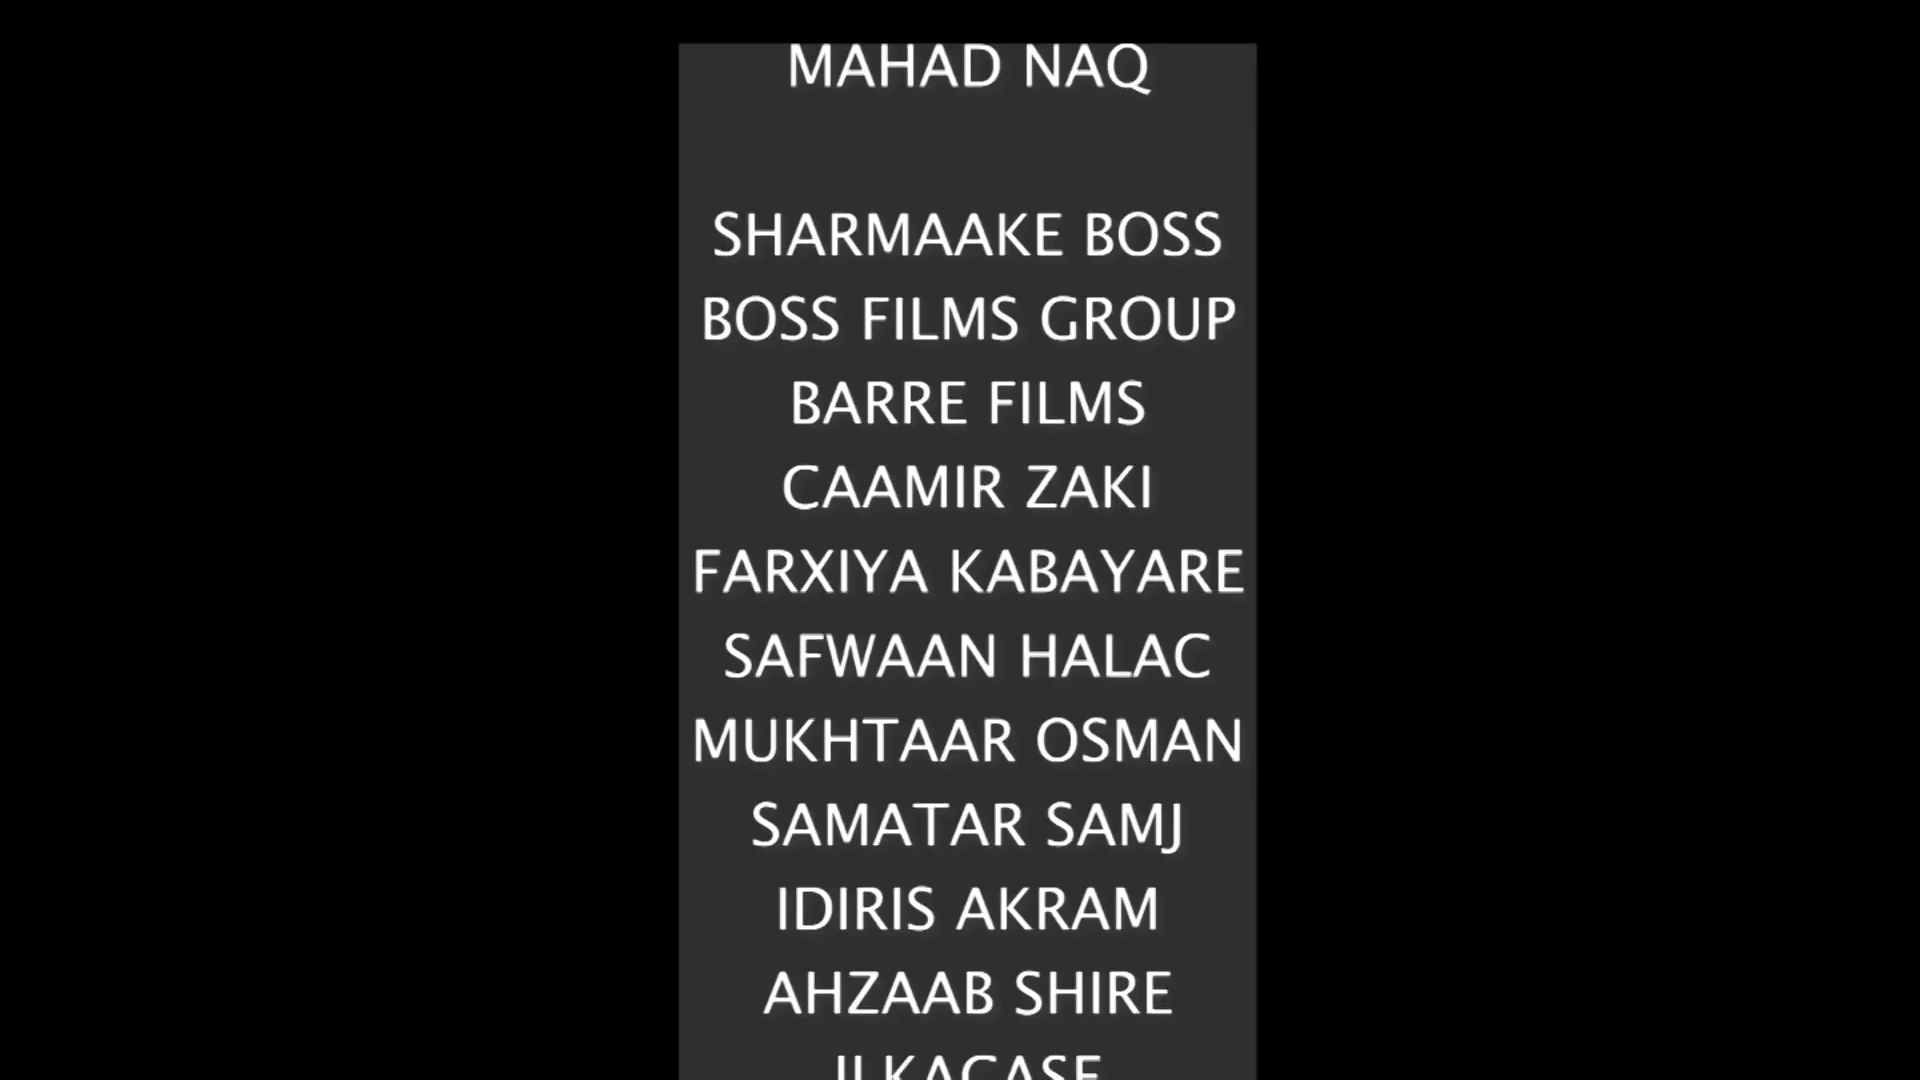 MAHAD NAQ
SHARMAAKE BOSS
BOSS FILMS GROUP
BARRE FILMS
CAAMIR ZAKI
FARXIYA KABAYARE
SAFWAAN HALAC
MUKHTAAR OSMAN
SAMATAR SAMJ
IDIRIS AKRAM
AHZAAB SHIRE
ILKACASE